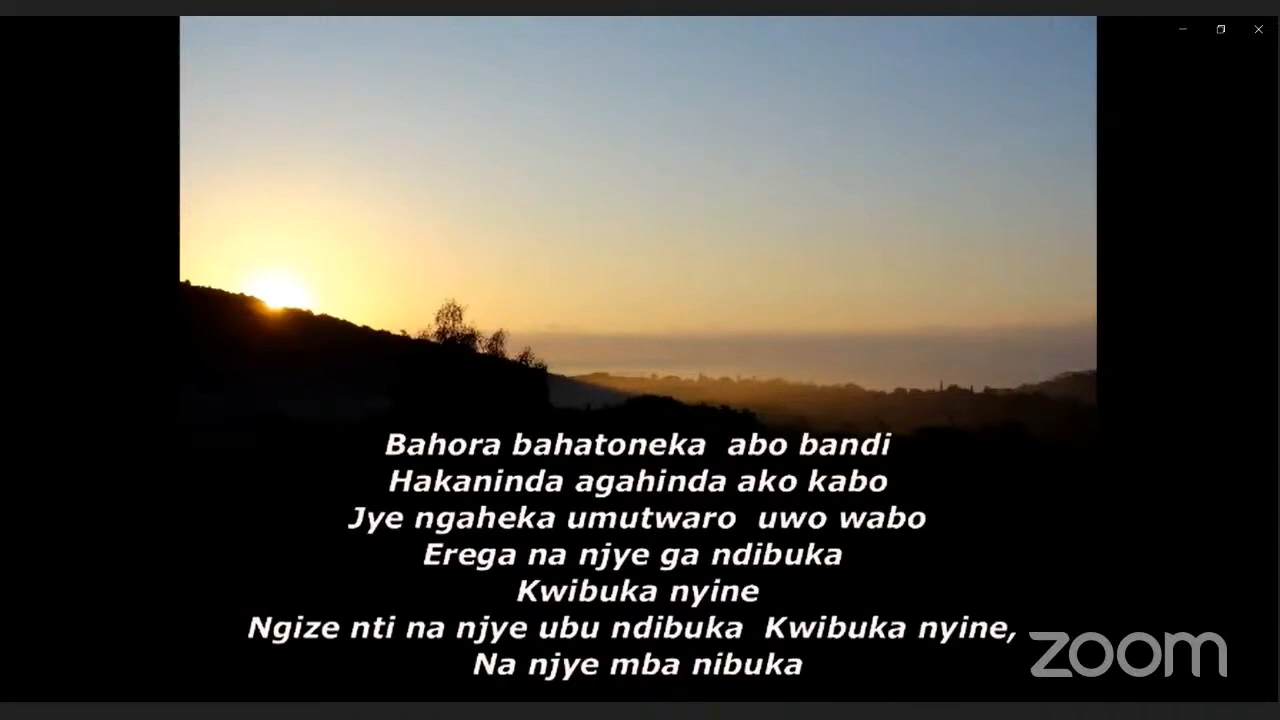 Bahora bahatoneka abo bandi
Hakaninda agahinda ako kabo
Jye ngaheka umutwaro uwo wabo
Erega na njye ga ndibuka
Kwibuka nyine
Ngize nti na njye ubu ndibuka Kwibuka nyine,
Na njye mba nibuka
zoom